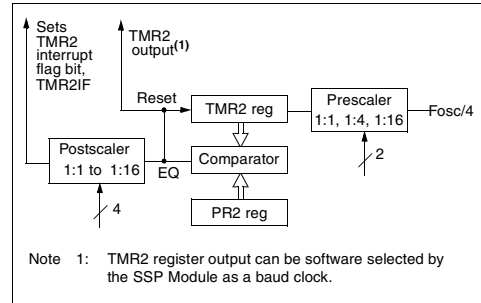 Sets
TMR2
interrupt
flag bit,
TMR2IF
TMR2
output(1)
Reset
TMR2 reg
Prescaler
1:1, 1:4, 1:16
Fosc/4
2
Postscaler
1:1 to 1:16
EQ
Comparator
4
PR2 reg
Note 1: TMR2 register output can be software selected by
the SSP Module as a baud clock.